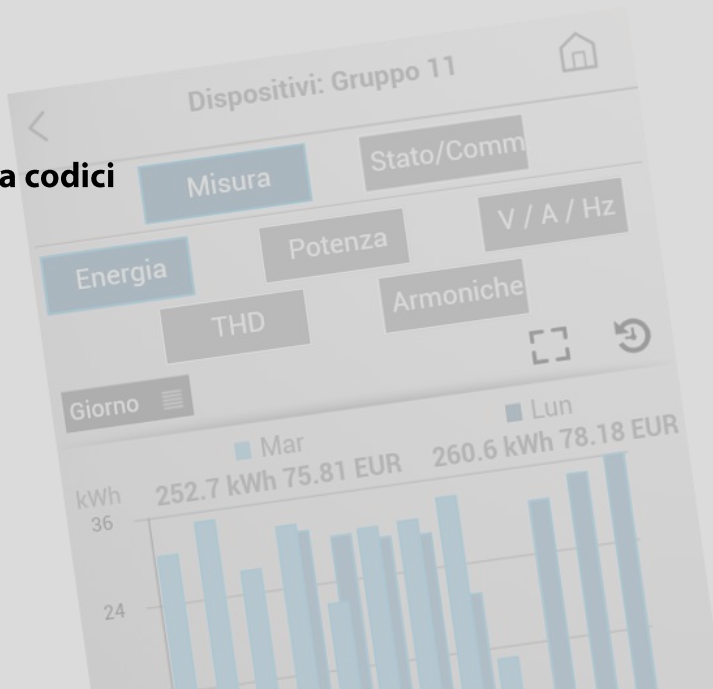 Dispositivi: Gruppo 11
a codici
Misura
Stato/Comm
Energia
Potenza
V / A / Hz
THD
Armoniche
Giorno
Mar
Lun
252.7 kWh 75.81 EUR
260.6 kWh 78.18 EUR
kWh
36
24